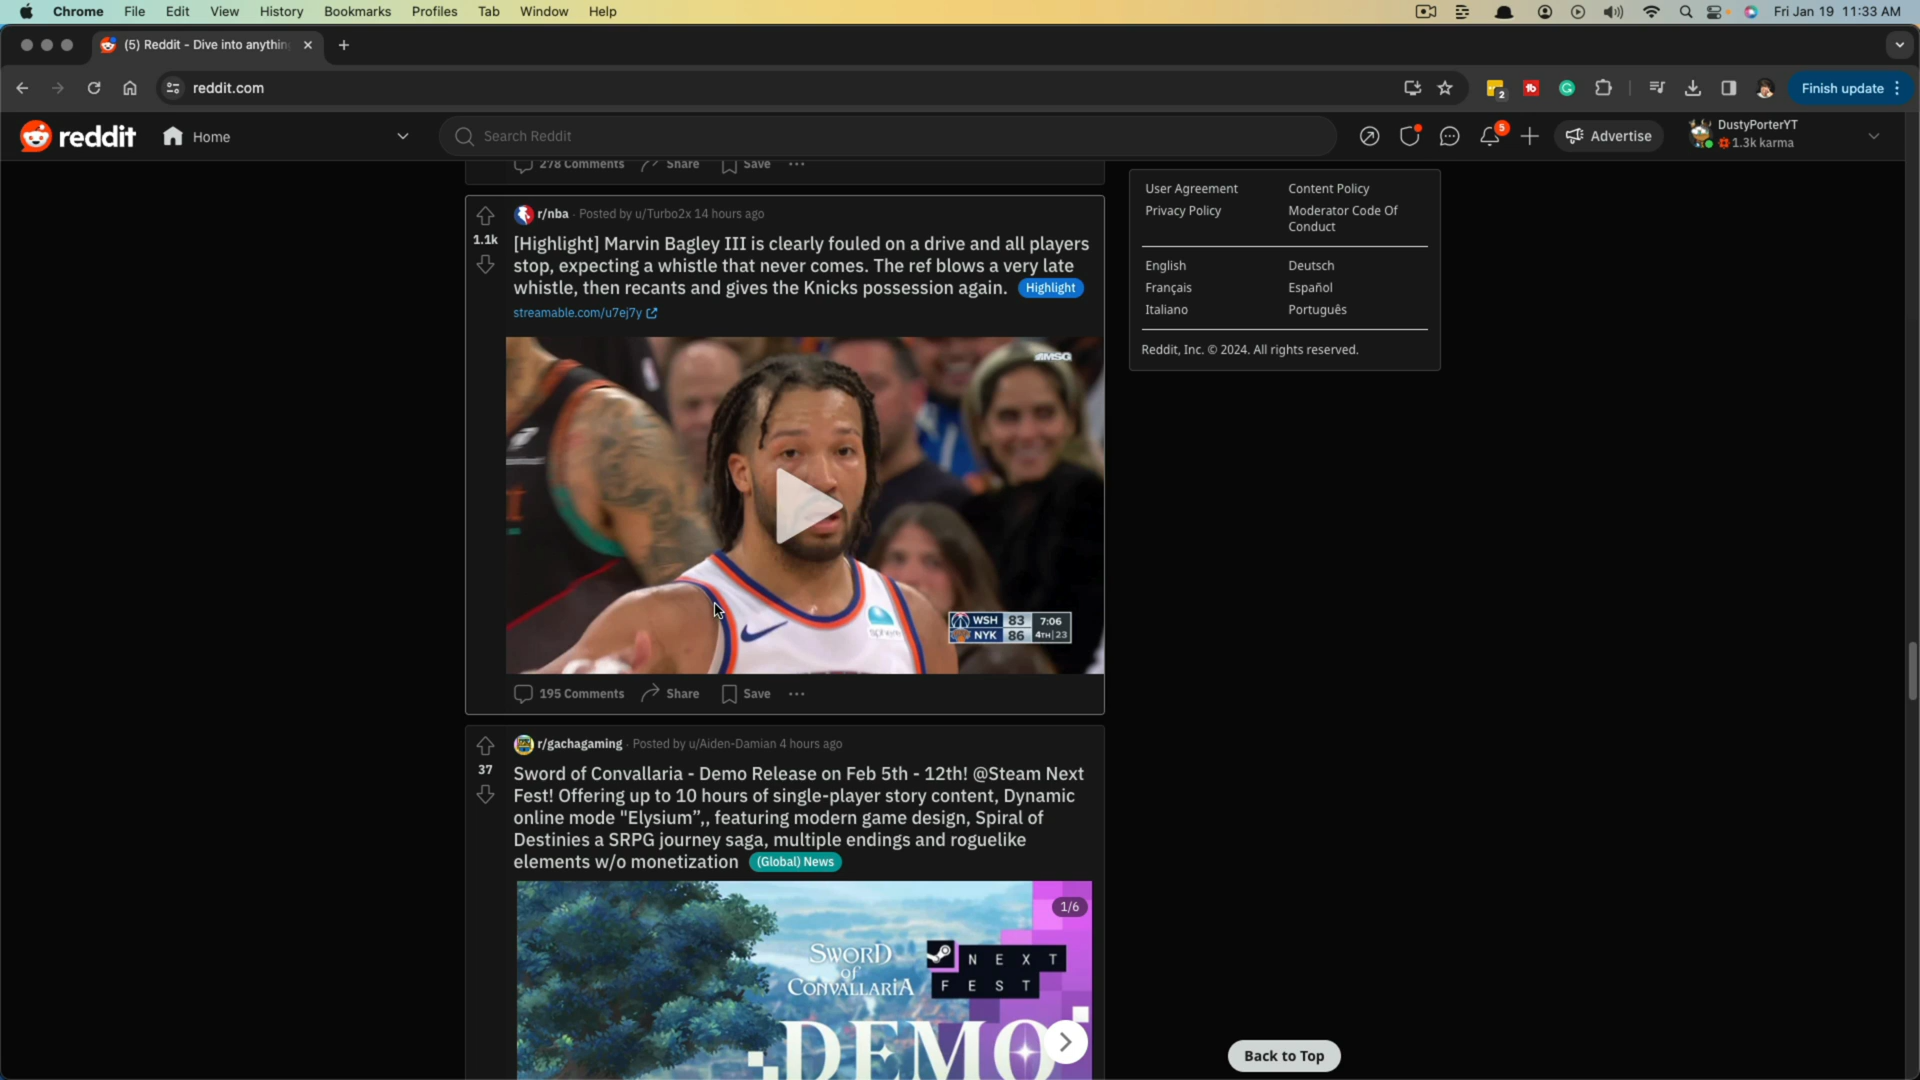 Chrome File Edit View History Bookmarks Profiles Tab Window Help Fri Jan 19 11:33 AM
(5) Reddit - Dive into anythin
reddit.com 2 Finish update
reddit Home Search Reddit 5 Advertise DustyPorterYT
1.3k karma
278 Comments Share Save
r/nba · Posted by u/Turbo2x 14 hours ago
1.1k
[Highlight] Marvin Bagley III is clearly fouled on a drive and all players
stop, expecting a whistle that never comes. The ref blows a very late
whistle, then recants and gives the Knicks possession again. Highlight
streamable.com/u7ej7y
MSG
sphere
WSH 83 7:06
NYK 86 4TH 23
195 Comments Share Save
r/gachagaming · Posted by u/Aiden-Damian 4 hours ago
37
Sword of Convallaria - Demo Release on Feb 5th - 12th! @Steam Next
Fest! Offering up to 10 hours of single-player story content, Dynamic
online mode "Elysium”,, featuring modern game design, Spiral of
Destinies a SRPG journey saga, multiple endings and roguelike
elements w/o monetization (Global) News
1/6
SWORD
of
CONVALLARIA
NEXT
FEST
DEMO
User Agreement Content Policy
Privacy Policy Moderator Code Of
Conduct
English Deutsch
Français Español
Italiano Português
Reddit, Inc. © 2024. All rights reserved.
Back to Top